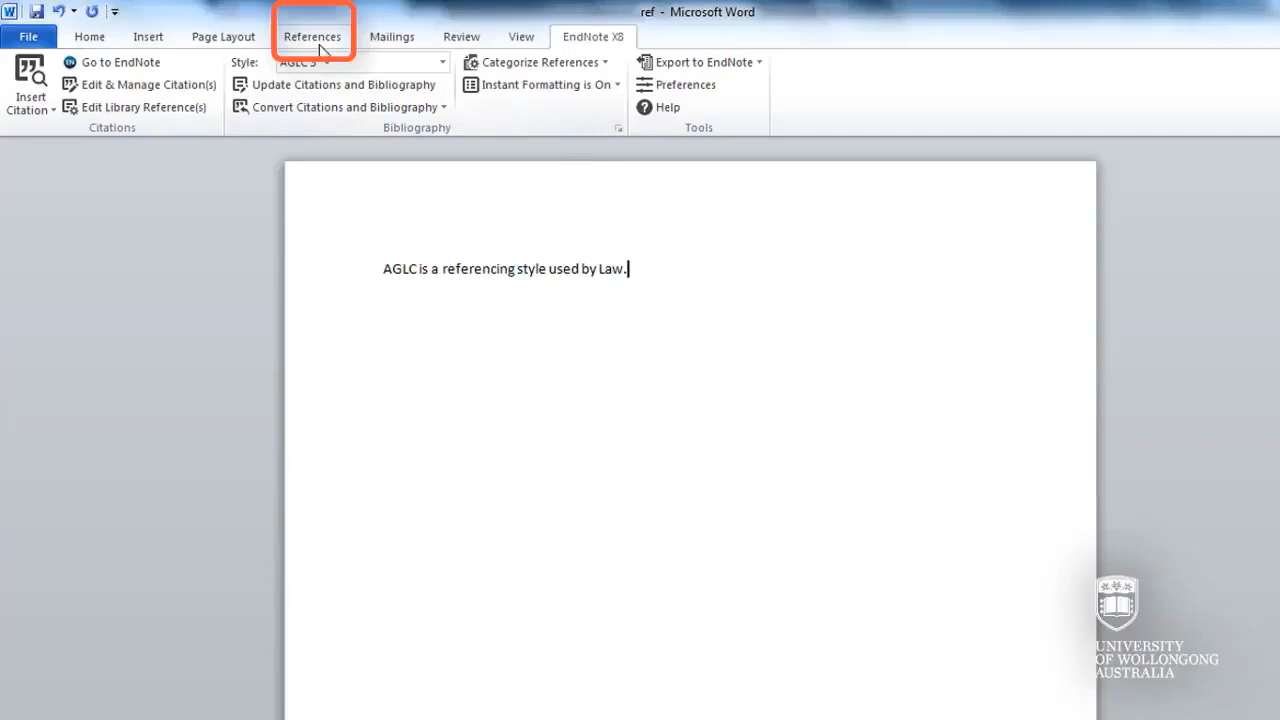 ref - Microsoft Word
File Home Insert Page Layout References Mailings Review View EndNote X8
Insert Citation
Go to EndNote
Edit & Manage Citation(s)
Edit Library Reference(s)
Citations
Style: AGLC 3
Update Citations and Bibliography
Convert Citations and Bibliography
Bibliography
Categorize References
Instant Formatting is On
Export to EndNote
Preferences
Help
Tools
AGLC is a referencing style used by Law.
UNIVERSITY
OF WOLLONGONG
AUSTRALIA